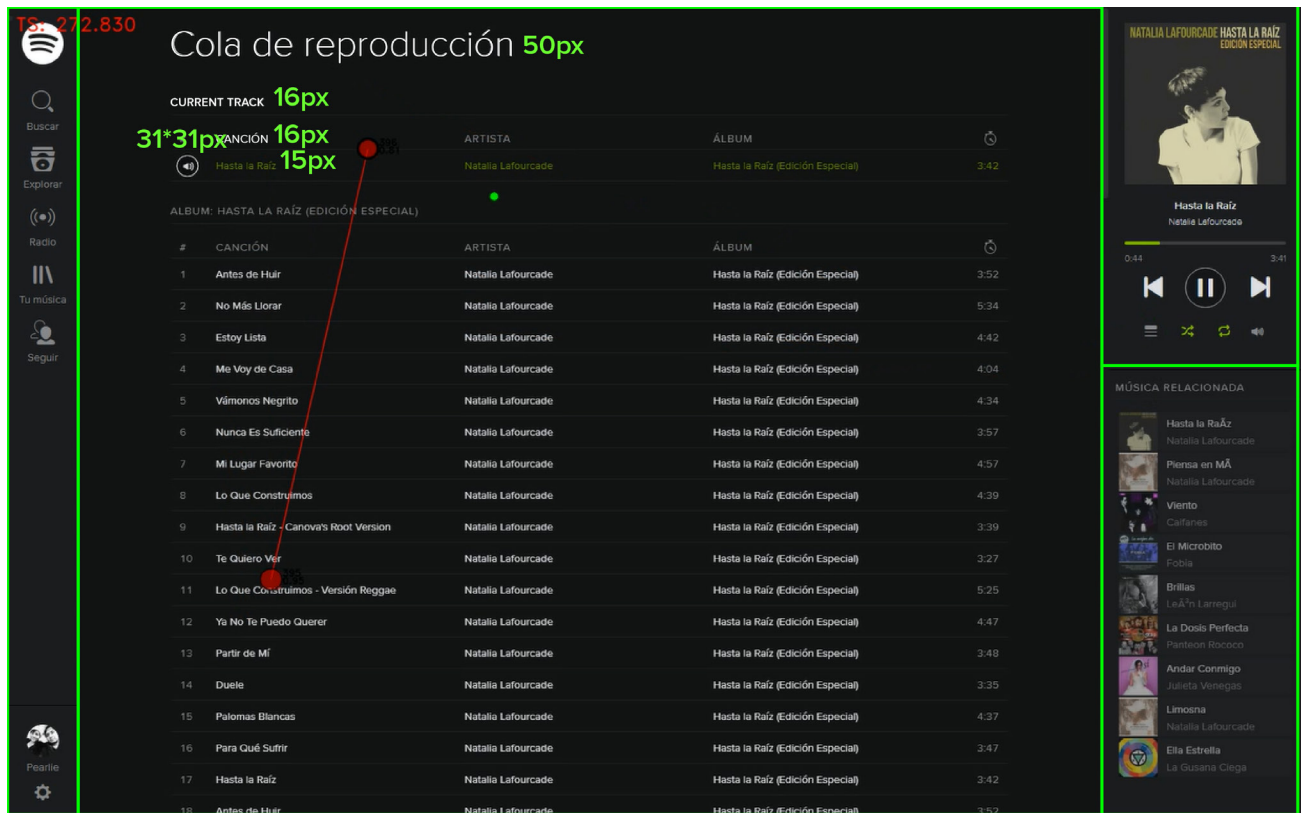 TS: 272.830
Buscar
Explorar
Radio
Tu música
Seguir
Pearlie
Cola de reproducción 50px
CURRENT TRACK 16px
31*31px CANCIÓN 16px ARTISTA ÁLBUM
Hasta la Raíz 15px Natalia Lafourcade Hasta la Raíz (Edición Especial) 3:42
ALBUM: HASTA LA RAÍZ (EDICIÓN ESPECIAL)
# CANCIÓN ARTISTA ÁLBUM
1 Antes de Huir Natalia Lafourcade Hasta la Raíz (Edición Especial) 3:52
2 No Más Llorar Natalia Lafourcade Hasta la Raíz (Edición Especial) 5:34
3 Estoy Lista Natalia Lafourcade Hasta la Raíz (Edición Especial) 4:42
4 Me Voy de Casa Natalia Lafourcade Hasta la Raíz (Edición Especial) 4:04
5 Vámonos Negrito Natalia Lafourcade Hasta la Raíz (Edición Especial) 4:34
6 Nunca Es Suficiente Natalia Lafourcade Hasta la Raíz (Edición Especial) 3:57
7 Mi Lugar Favorito Natalia Lafourcade Hasta la Raíz (Edición Especial) 4:57
8 Lo Que Construimos Natalia Lafourcade Hasta la Raíz (Edición Especial) 4:39
9 Hasta la Raíz - Canova's Root Version Natalia Lafourcade Hasta la Raíz (Edición Especial) 3:39
10 Te Quiero Ver Natalia Lafourcade Hasta la Raíz (Edición Especial) 3:27
11 Lo Que Construimos - Versión Reggae Natalia Lafourcade Hasta la Raíz (Edición Especial) 5:25
12 Ya No Te Puedo Querer Natalia Lafourcade Hasta la Raíz (Edición Especial) 4:47
13 Partir de Mí Natalia Lafourcade Hasta la Raíz (Edición Especial) 3:48
14 Duele Natalia Lafourcade Hasta la Raíz (Edición Especial) 3:35
15 Palomas Blancas Natalia Lafourcade Hasta la Raíz (Edición Especial) 4:37
16 Para Qué Sufrir Natalia Lafourcade Hasta la Raíz (Edición Especial) 3:47
17 Hasta la Raíz Natalia Lafourcade Hasta la Raíz (Edición Especial) 3:42
18 Antes de Huir Natalia Lafourcade Hasta la Raíz (Edición Especial) 3:52
NATALIA LAFOURCADE HASTA LA RAÍZ
EDICIÓN ESPECIAL
Hasta la Raíz
Natalia Lafourcade
0:44 3:41
MÚSICA RELACIONADA
Hasta la RaÃz
Natalia Lafourcade
Piensa en MÃ
Natalia Lafourcade
Viento
Caifanes
El Microbito
Fobia
Brillas
LeÃ³n Larregui
La Dosis Perfecta
Panteon Rococo
Andar Conmigo
Julieta Venegas
Limosna
Natalia Lafourcade
Ella Estrella
La Gusana Ciega